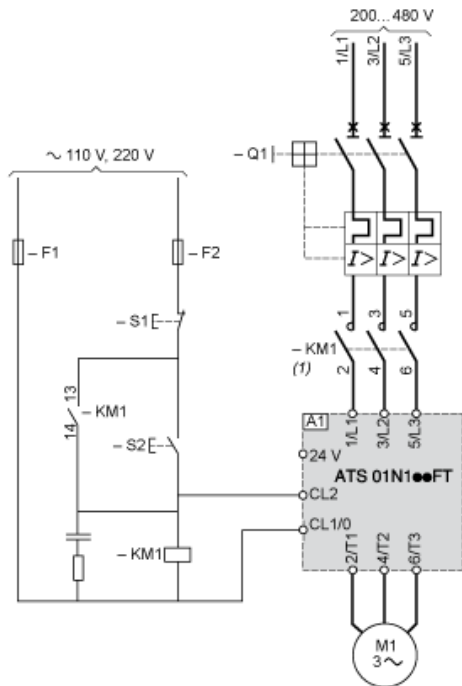 200...480 V
1/L1
3/L2
5/L3
– Q1
~ 110 V, 220 V
– F1
– F2
I>
I>
I>
– S1
1
3
5
– KM1
(1)
2
4
6
13
14
– KM1
– S2
A1
1/L1
3/L2
5/L3
24 V
ATS 01N1●●FT
CL2
CL1/0
– KM1
2/T1
4/T2
6/T3
M1
3 ~